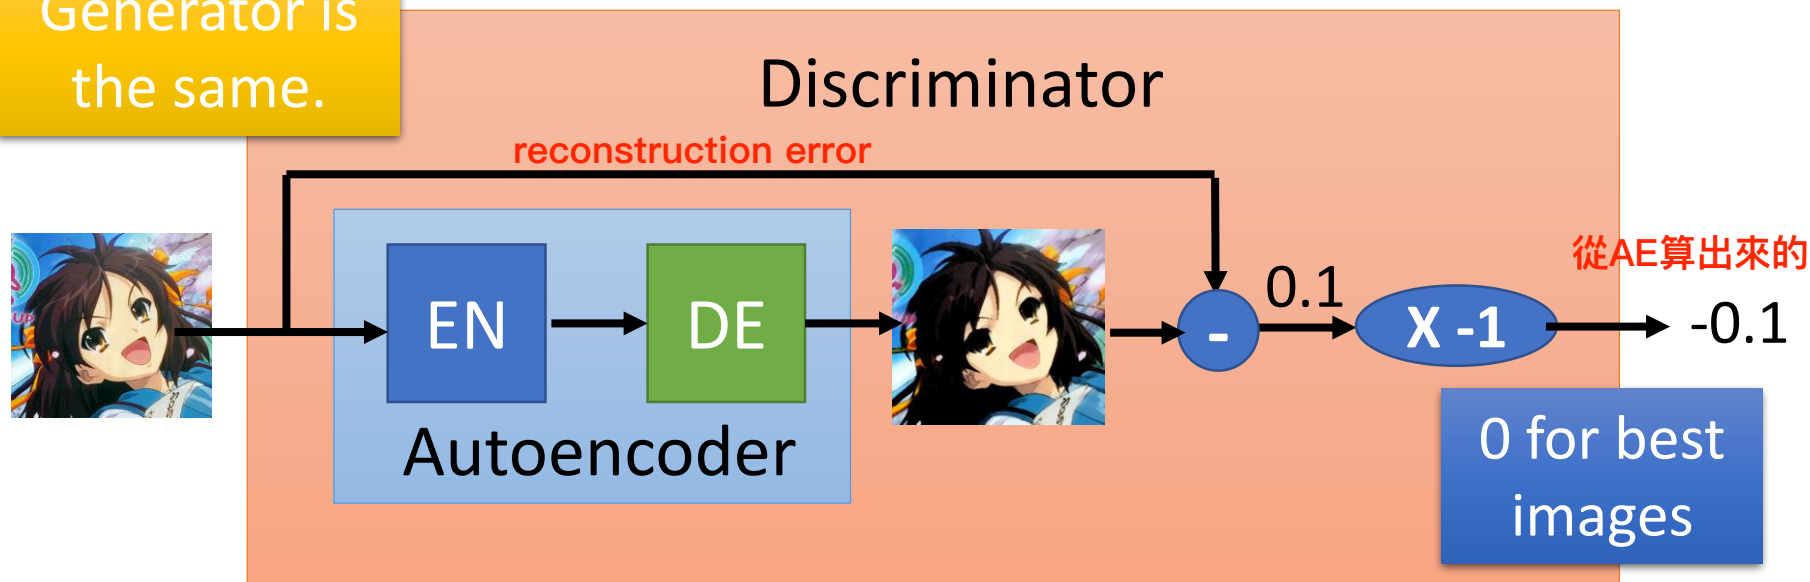 Generator is
the same.
Discriminator
reconstruction error
EN
DE
Autoencoder
-
0.1
X -1
從AE算出來的
-0.1
0 for best
images
UP